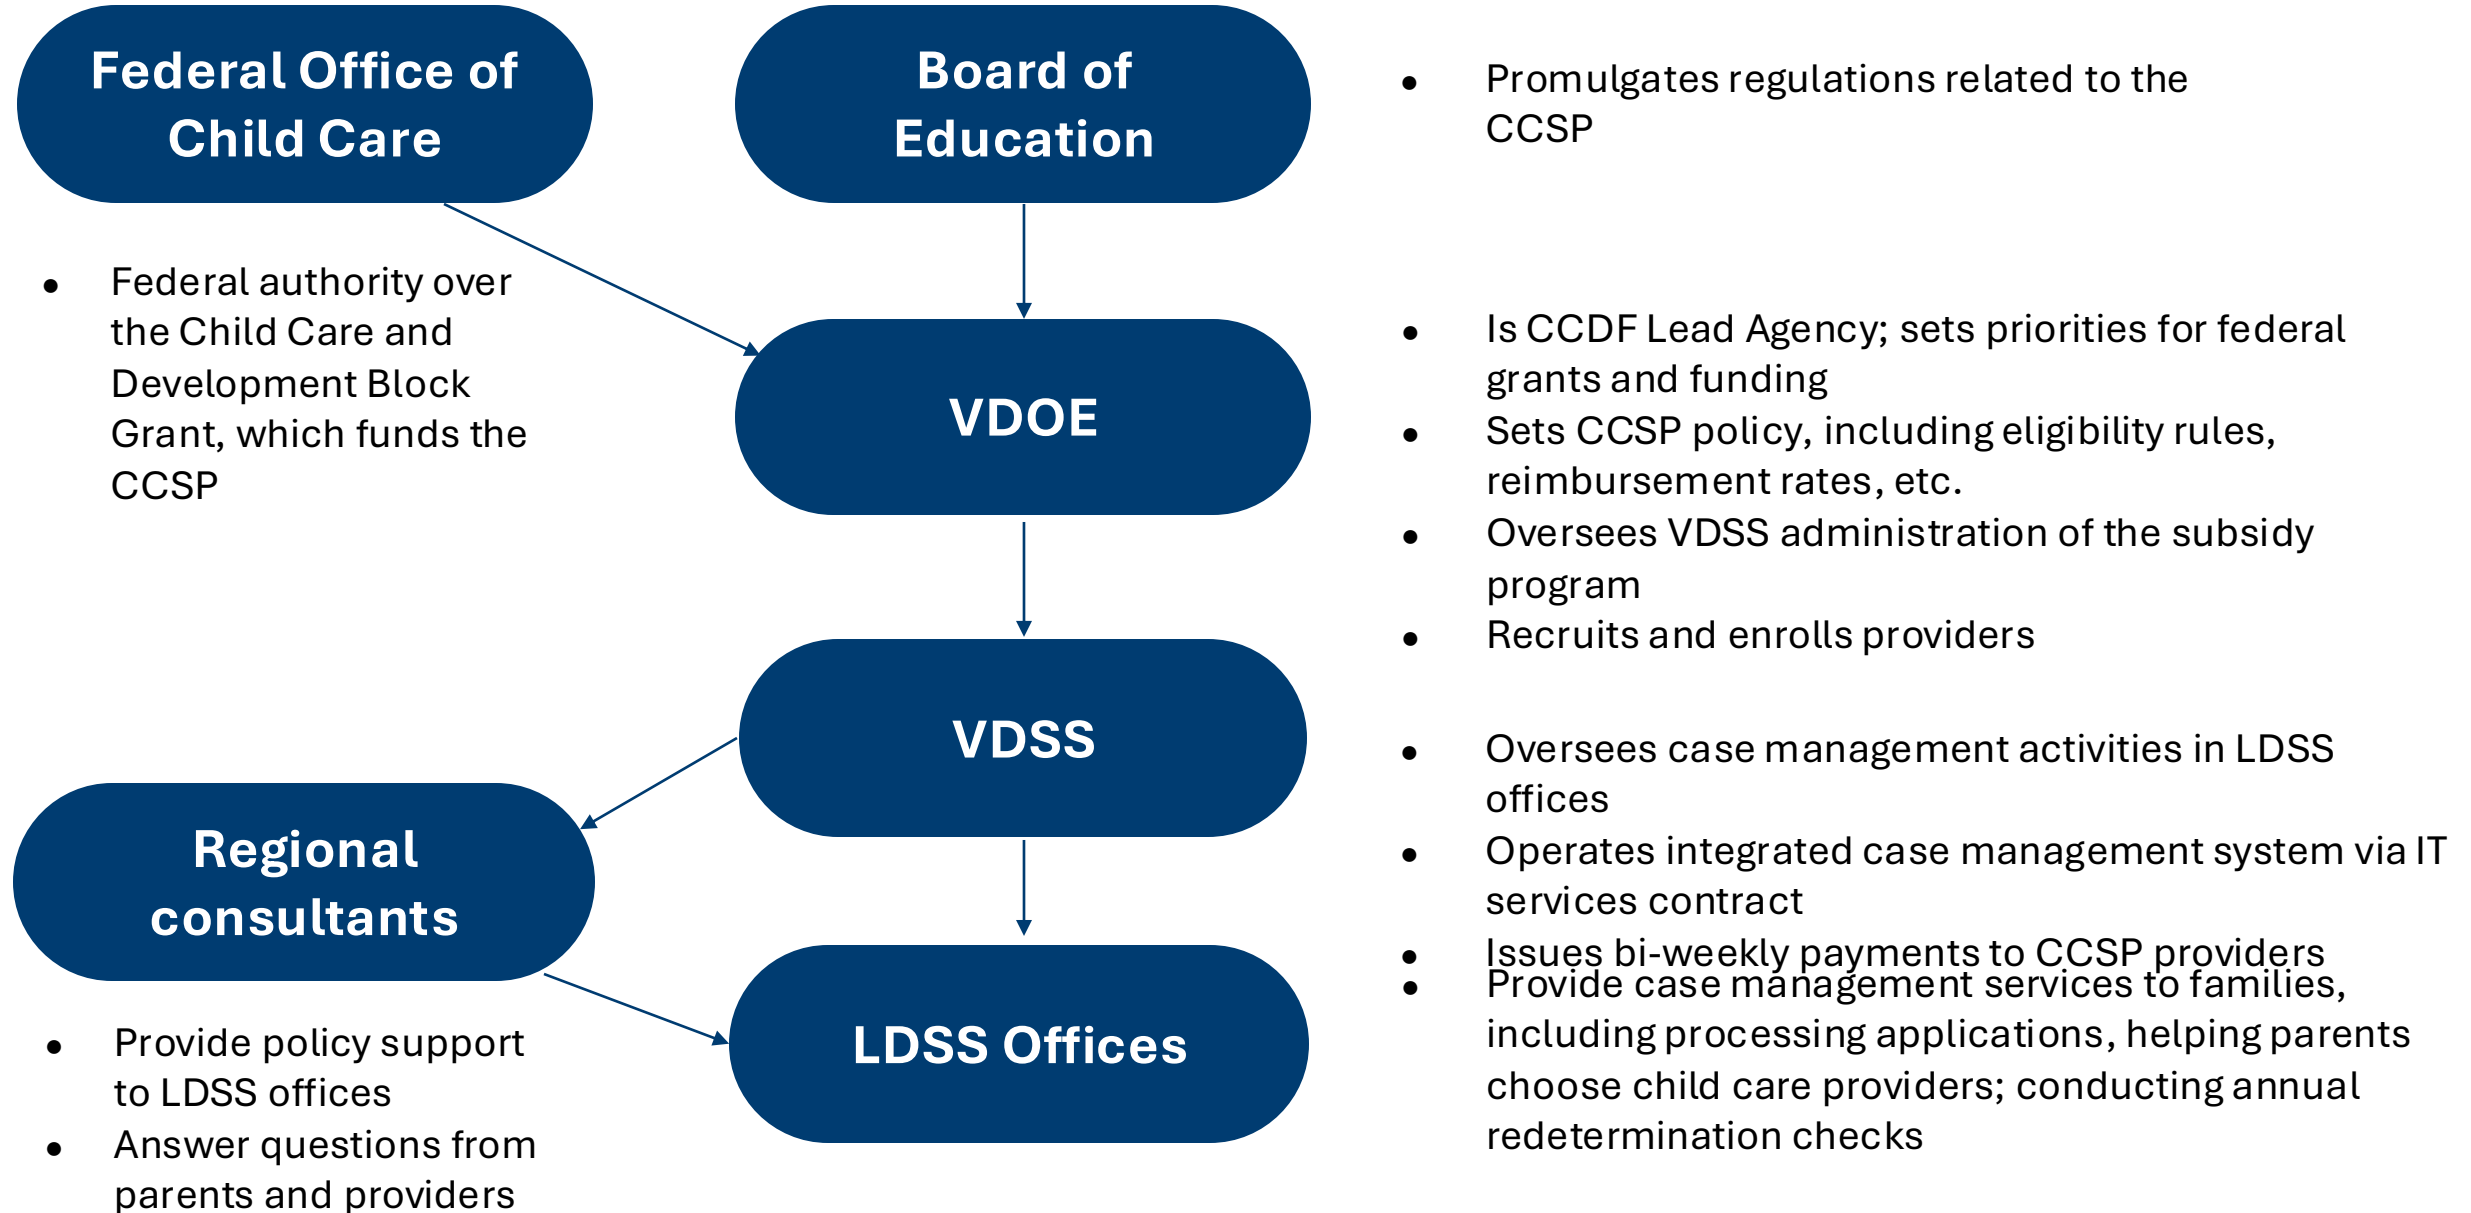 Federal Office of
Child Care
Board of
Education
• Promulgates regulations related to the
CCSP
• Federal authority over
the Child Care and
Development Block
Grant, which funds the
CCSP
VDOE
• Is CCDF Lead Agency; sets priorities for federal
grants and funding
• Sets CCSP policy, including eligibility rules,
reimbursement rates, etc.
• Oversees VDSS administration of the subsidy
program
• Recruits and enrolls providers
VDSS
• Oversees case management activities in LDSS
offices
• Operates integrated case management system via IT
services contract
• Issues bi-weekly payments to CCSP providers
Regional
consultants
• Provide policy support
to LDSS offices
• Answer questions from
parents and providers
LDSS Offices
• Provide case management services to families,
including processing applications, helping parents
choose child care providers; conducting annual
redetermination checks